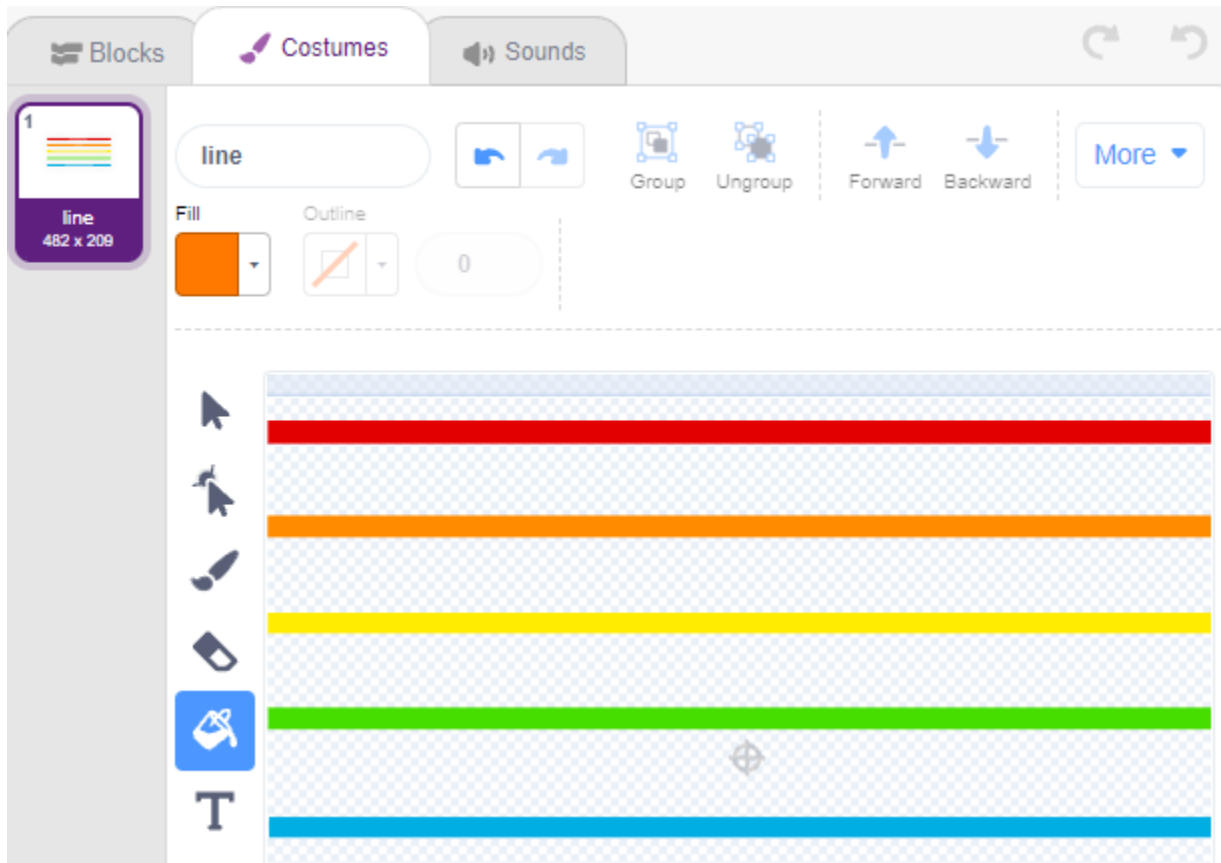 Blocks
Costumes
Sounds
1
line
482 x 209
line
Group
Ungroup
Forward
Backward
More
Fill
Outline
0
T